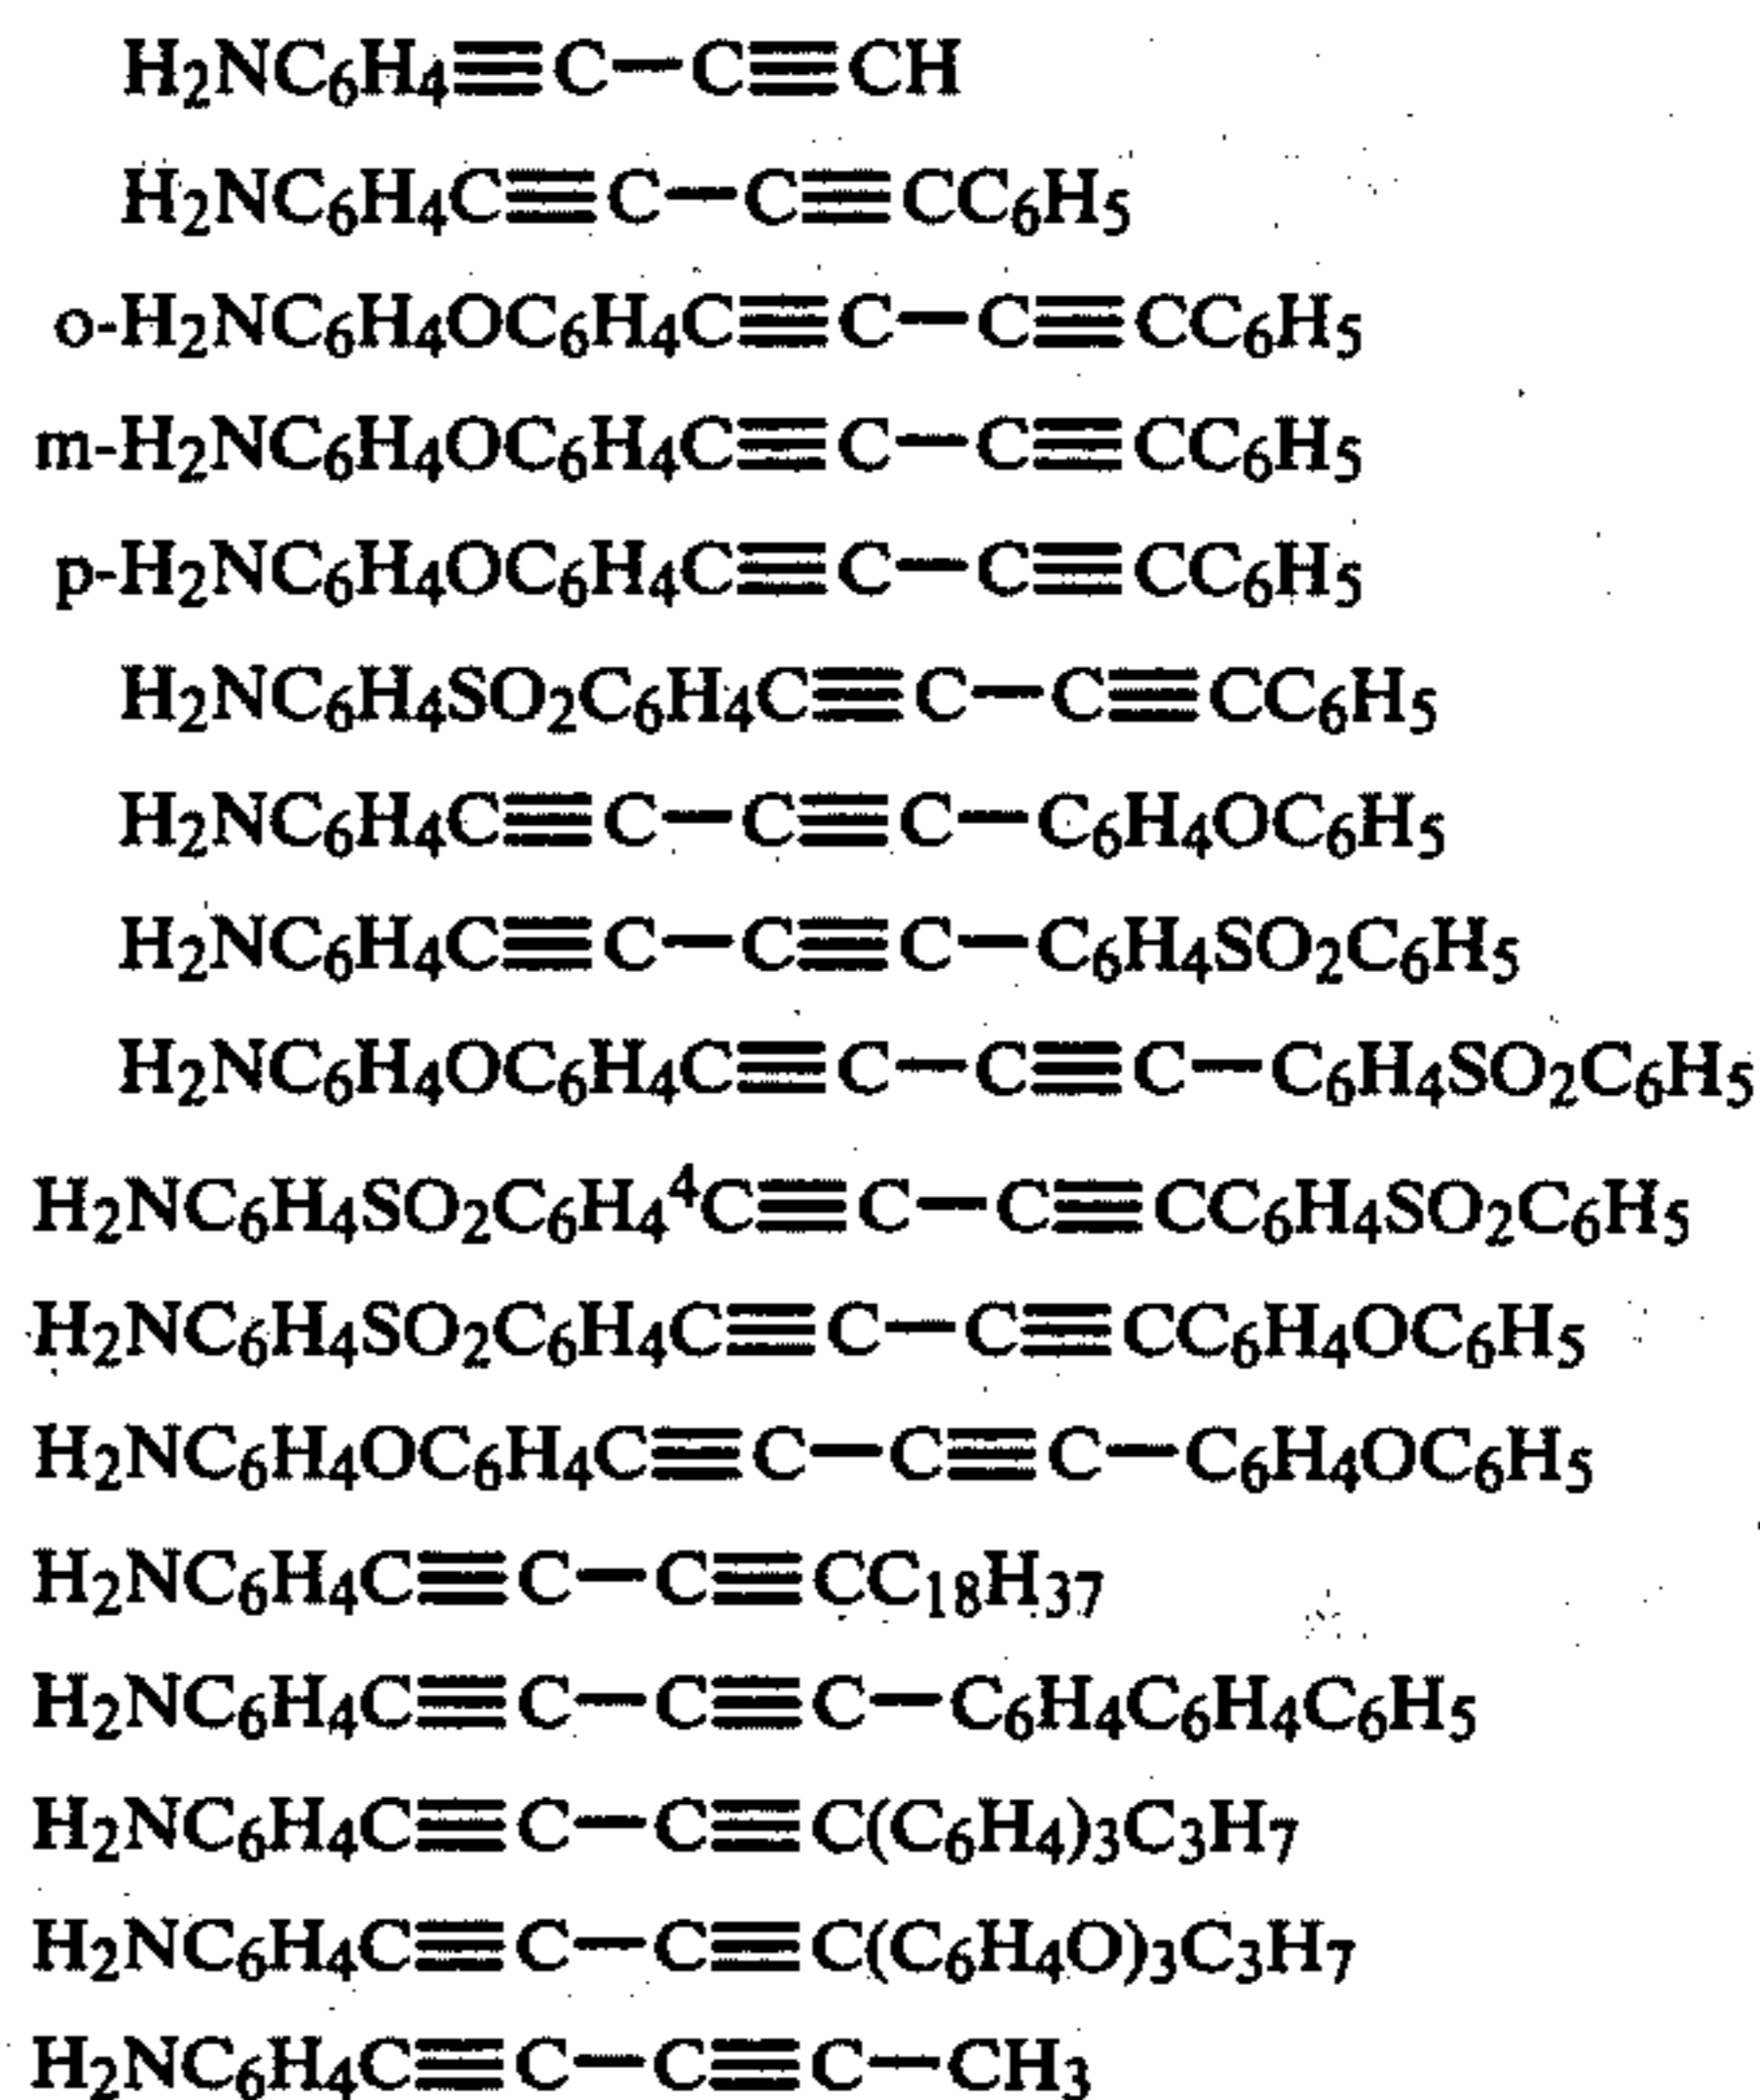 H₂NC₆H₄≡C—C≡CH
H₂NC₆H₄C≡C—C≡CC₆H₅
o-H₂NC₆H₄OC₆H₄C≡C—C≡CC₆H₅
m-H₂NC₆H₄OC₆H₄C≡C—C≡CC₆H₅
p-H₂NC₆H₄OC₆H₄C≡C—C≡CC₆H₅
H₂NC₆H₄SO₂C₆H₄C≡C—C≡CC₆H₅
H₂NC₆H₄C≡C—C≡C—C₆H₄OC₆H₅
H₂NC₆H₄C≡C—C≡C—C₆H₄SO₂C₆H₅
H₂NC₆H₄OC₆H₄C≡C—C≡C—C₆H₄SO₂C₆H₅
H₂NC₆H₄SO₂C₆H₄⁴C≡C—C≡CC₆H₄SO₂C₆H₅
H₂NC₆H₄SO₂C₆H₄C≡C—C≡CC₆H₄OC₆H₅
H₂NC₆H₄OC₆H₄C≡C—C≡C—C₆H₄OC₆H₅
H₂NC₆H₄C≡C—C≡CC₁₈H₃₇
H₂NC₆H₄C≡C—C≡C—C₆H₄C₆H₄C₆H₅
H₂NC₆H₄C≡C—C≡C(C₆H₄)₃C₃H₇
H₂NC₆H₄C≡C—C≡C(C₆H₄O)₃C₃H₇
H₂NC₆H₄C≡C—C≡C—CH₃